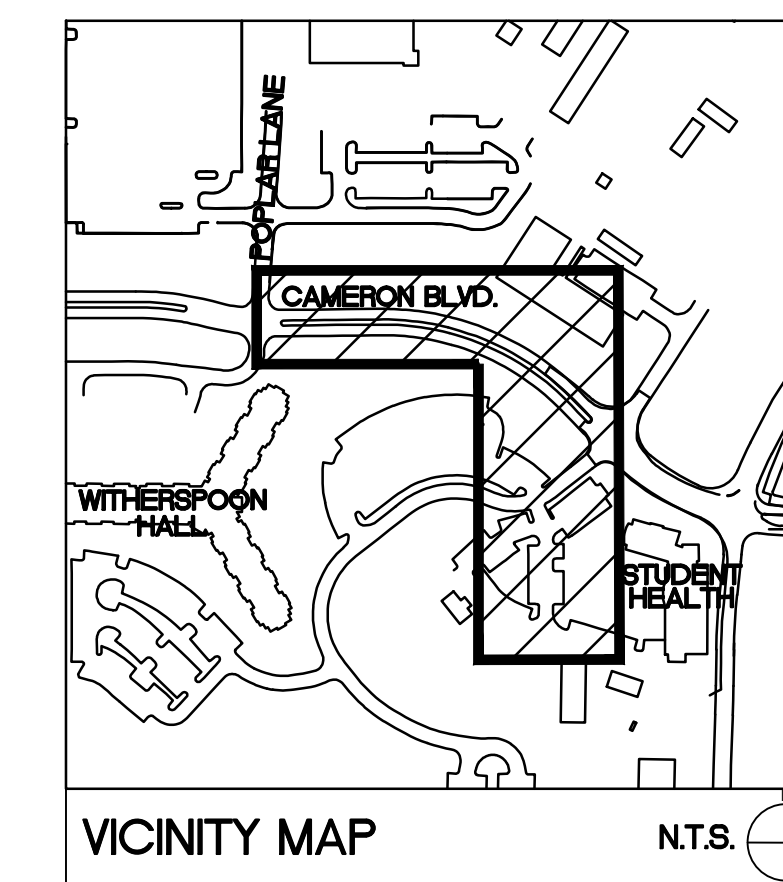 POPLAR LANE
CAMERON BLVD.
WITHERSPOON
HALL
STUDENT
HEALTH
VICINITY MAP
N.T.S.